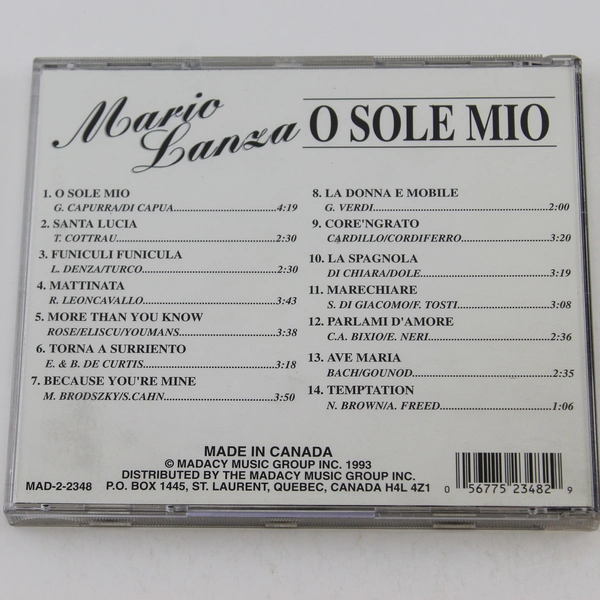 Mario Lanza O SOLE MIO
1. O SOLE MIO
G. CAPURRA/DI CAPUA 4:19
2. SANTA LUCIA
T. COTTRAU 2:30
3. FUNICULI FUNICULA
L. DENZA/TURCO 2:30
4. MATTINATA
R. LEONCAVALLO 3:43
5. MORE THAN YOU KNOW
ROSE/ELISCU/YOUMANS 3:38
6. TORNA A SURRIENTO
E. & B. DE CURTIS 3:18
7. BECAUSE YOU'RE MINE
M. BRODSZKY/S.CAHN 3:50
8. LA DONNA E MOBILE
G. VERDI 2:00
9. CORE'NGRATO
CARDILLO/CORDIFERRO 3:20
10. LA SPAGNOLA
DI CHIARA/DOLE 3:19
11. MARECHIARE
S. DI GIACOMO/F. TOSTI 3:08
12. PARLAMI D'AMORE
C.A. BIXIO/E. NERI 2:36
13. AVE MARIA
BACH/GOUNOD 2:35
14. TEMPTATION
N. BROWN/A. FREED 1:06
MADE IN CANADA
© MADACY MUSIC GROUP INC. 1993
DISTRIBUTED BY THE MADACY MUSIC GROUP INC.
MAD-2-2348 P.O. BOX 1445, ST. LAURENT, QUEBEC, CANADA H4L 4Z1
0 56775 23482 9